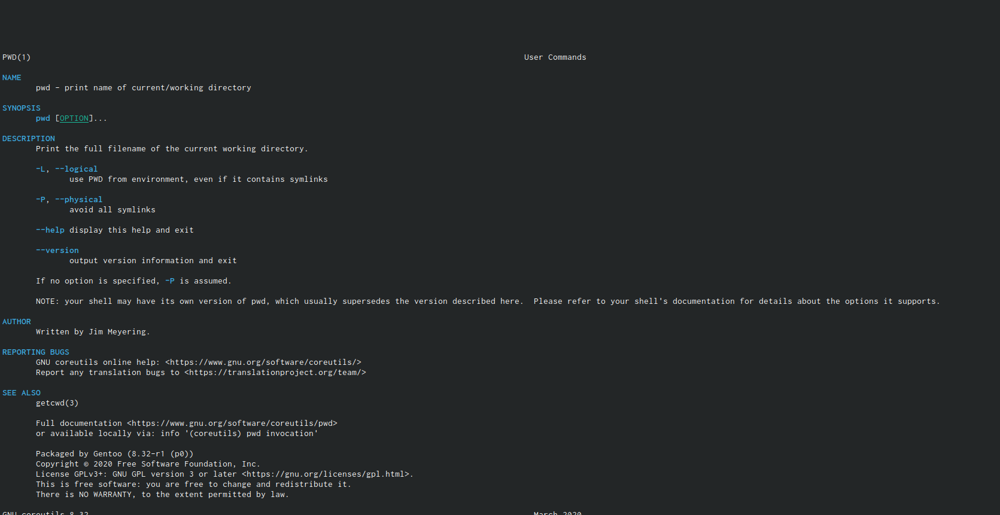 PWD(1) User Commands
NAME
pwd - print name of current/working directory
SYNOPSIS
pwd [OPTION]...
DESCRIPTION
Print the full filename of the current working directory.
-L, --logical
use PWD from environment, even if it contains symlinks
-P, --physical
avoid all symlinks
--help display this help and exit
--version
output version information and exit
If no option is specified, -P is assumed.
NOTE: your shell may have its own version of pwd, which usually supersedes the version described here.  Please refer to your shell's documentation for details about the options it supports.
AUTHOR
Written by Jim Meyering.
REPORTING BUGS
GNU coreutils online help: <https://www.gnu.org/software/coreutils/>
Report any translation bugs to <https://translationproject.org/team/>
SEE ALSO
getcwd(3)
Full documentation <https://www.gnu.org/software/coreutils/pwd>
or available locally via: info '(coreutils) pwd invocation'
Packaged by Gentoo (8.32-r1 (p0))
Copyright © 2020 Free Software Foundation, Inc.
License GPLv3+: GNU GPL version 3 or later <https://gnu.org/licenses/gpl.html>.
This is free software: you are free to change and redistribute it.
There is NO WARRANTY, to the extent permitted by law.
GNU coreutils 8.32 March 2020